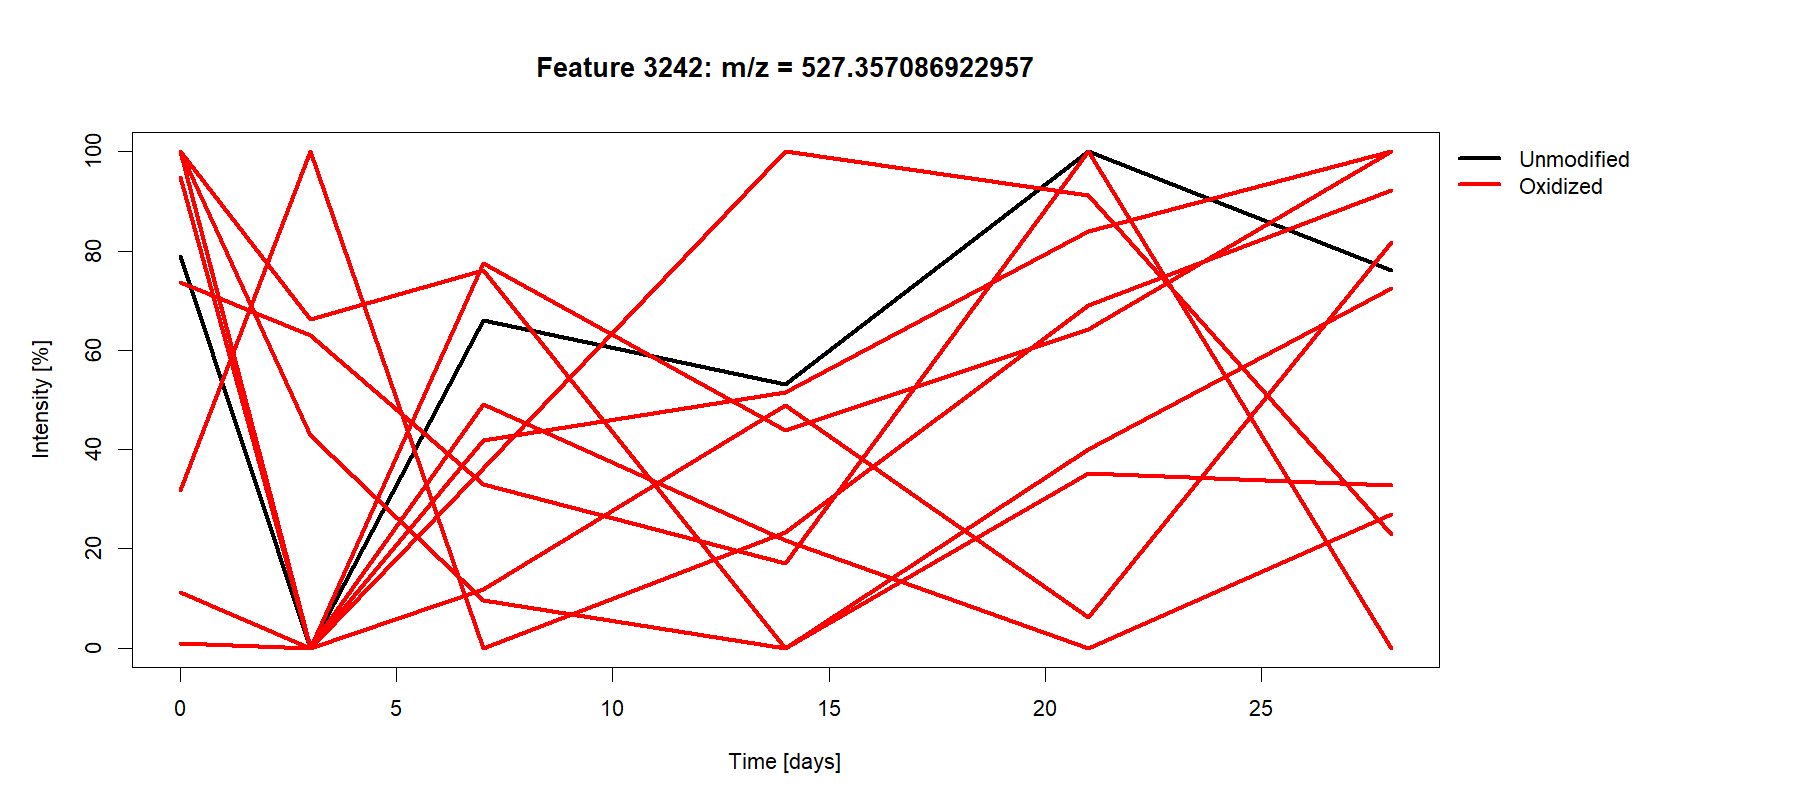 Feature 3242: m/z = 527.357086922957
Unmodified
Oxidized
Intensity [%]
100
80
60
40
20
0
0 5 10 15 20 25
Time [days]